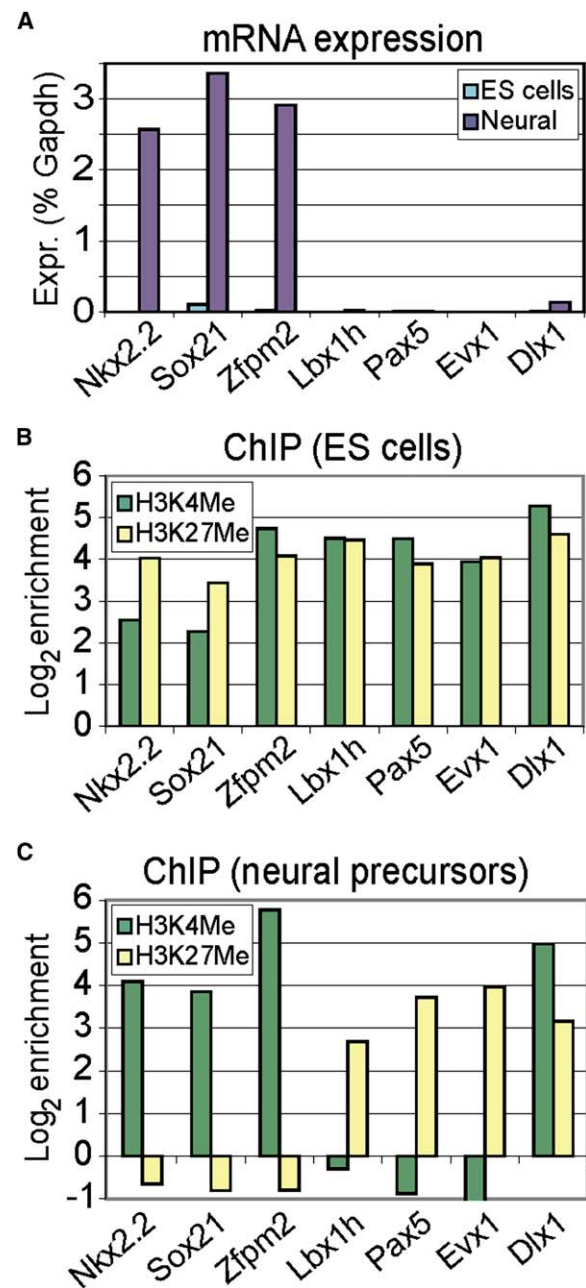 A
mRNA expression
Expr. (% Gapdh)
3
2
1
0
ES cells
Neural
Nkx2.2
Sox21
Zfpm2
Lbx1h
Pax5
Evx1
Dlx1
B
ChIP (ES cells)
Log2 enrichment
6
5
4
3
2
1
0
H3K4Me
H3K27Me
Nkx2.2
Sox21
Zfpm2
Lbx1h
Pax5
Evx1
Dlx1
C
ChIP (neural precursors)
Log2 enrichment
6
5
4
3
2
1
0
-1
H3K4Me
H3K27Me
Nkx2.2
Sox21
Zfpm2
Lbx1h
Pax5
Evx1
Dlx1